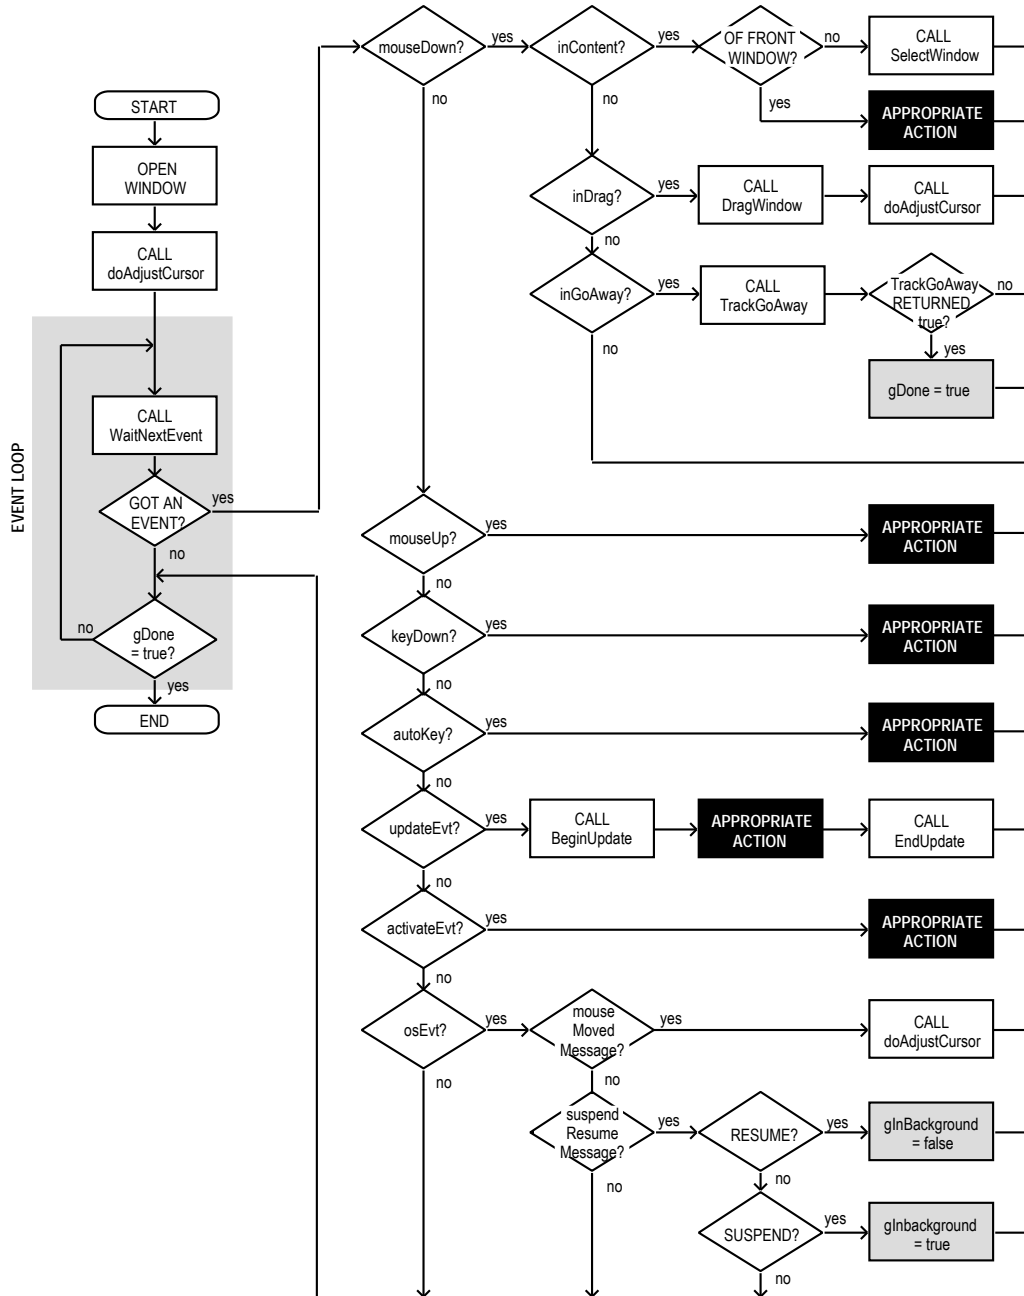 START
OPEN
WINDOW
CALL
doAdjustCursor
EVENT LOOP
CALL
WaitNextEvent
GOT AN
EVENT?
yes
no
gDone
= true?
no
yes
END
mouseDown?
yes
no
inContent?
yes
no
OF FRONT
WINDOW?
no
yes
CALL
SelectWindow
APPROPRIATE
ACTION
inDrag?
yes
no
CALL
DragWindow
CALL
doAdjustCursor
inGoAway?
yes
no
CALL
TrackGoAway
TrackGoAway
RETURNED
true?
no
yes
gDone = true
mouseUp?
yes
no
APPROPRIATE
ACTION
keyDown?
yes
no
APPROPRIATE
ACTION
autoKey?
yes
no
APPROPRIATE
ACTION
updateEvt?
yes
no
CALL
BeginUpdate
APPROPRIATE
ACTION
CALL
EndUpdate
activateEvt?
yes
no
APPROPRIATE
ACTION
osEvt?
yes
no
mouse
Moved
Message?
yes
no
CALL
doAdjustCursor
suspend
Resume
Message?
yes
no
RESUME?
yes
no
gInBackground
= false
SUSPEND?
yes
no
gInbackground
= true